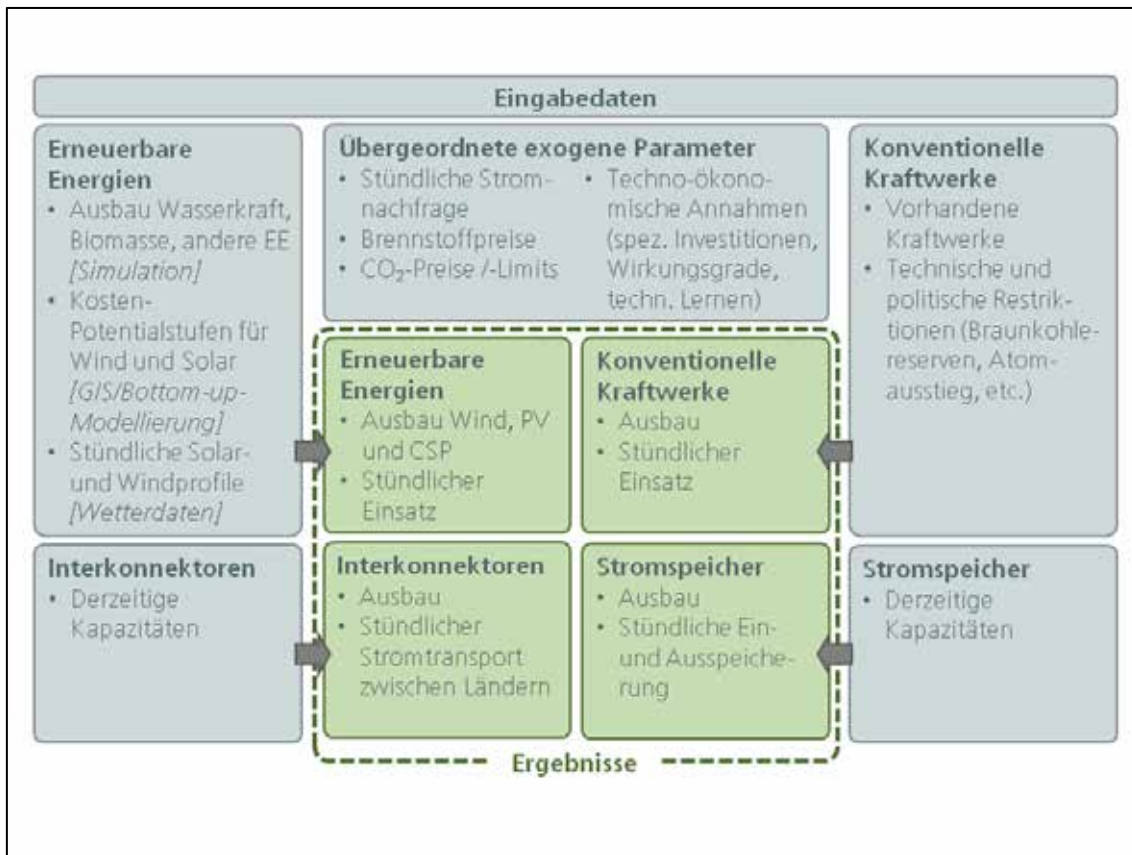 Eingabedaten
Erneuerbare
Energien
• Ausbau Wasserkraft,
Biomasse, andere EE
[Simulation]
• Kosten-
Potentialstufen für
Wind und Solar
[GIS/Bottom-up-
Modellierung]
• Stündliche Solar-
und Windprofile
[Wetterdaten]
Übergeordnete exogene Parameter
• Stündliche Strom-
nachfrage
• Brennstoffpreise
• CO₂-Preise /-Limits
• Techno-ökono-
mische Annahmen
(spez. Investitionen,
Wirkungsgrade,
techn. Lernen)
Konventionelle
Kraftwerke
• Vorhandene
Kraftwerke
• Technische und
politische Restrik-
tionen (Braunkohle-
reserven, Atom-
ausstieg, etc.)
Erneuerbare
Energien
• Ausbau Wind, PV
und CSP
• Stündlicher
Einsatz
Konventionelle
Kraftwerke
• Ausbau
• Stündlicher
Einsatz
Interkonnektoren
• Derzeitige
Kapazitäten
Interkonnektoren
• Ausbau
• Stündlicher
Stromtransport
zwischen Ländern
Stromspeicher
• Ausbau
• Stündliche Ein-
und Ausspeiche-
rung
Stromspeicher
• Derzeitige
Kapazitäten
Ergebnisse